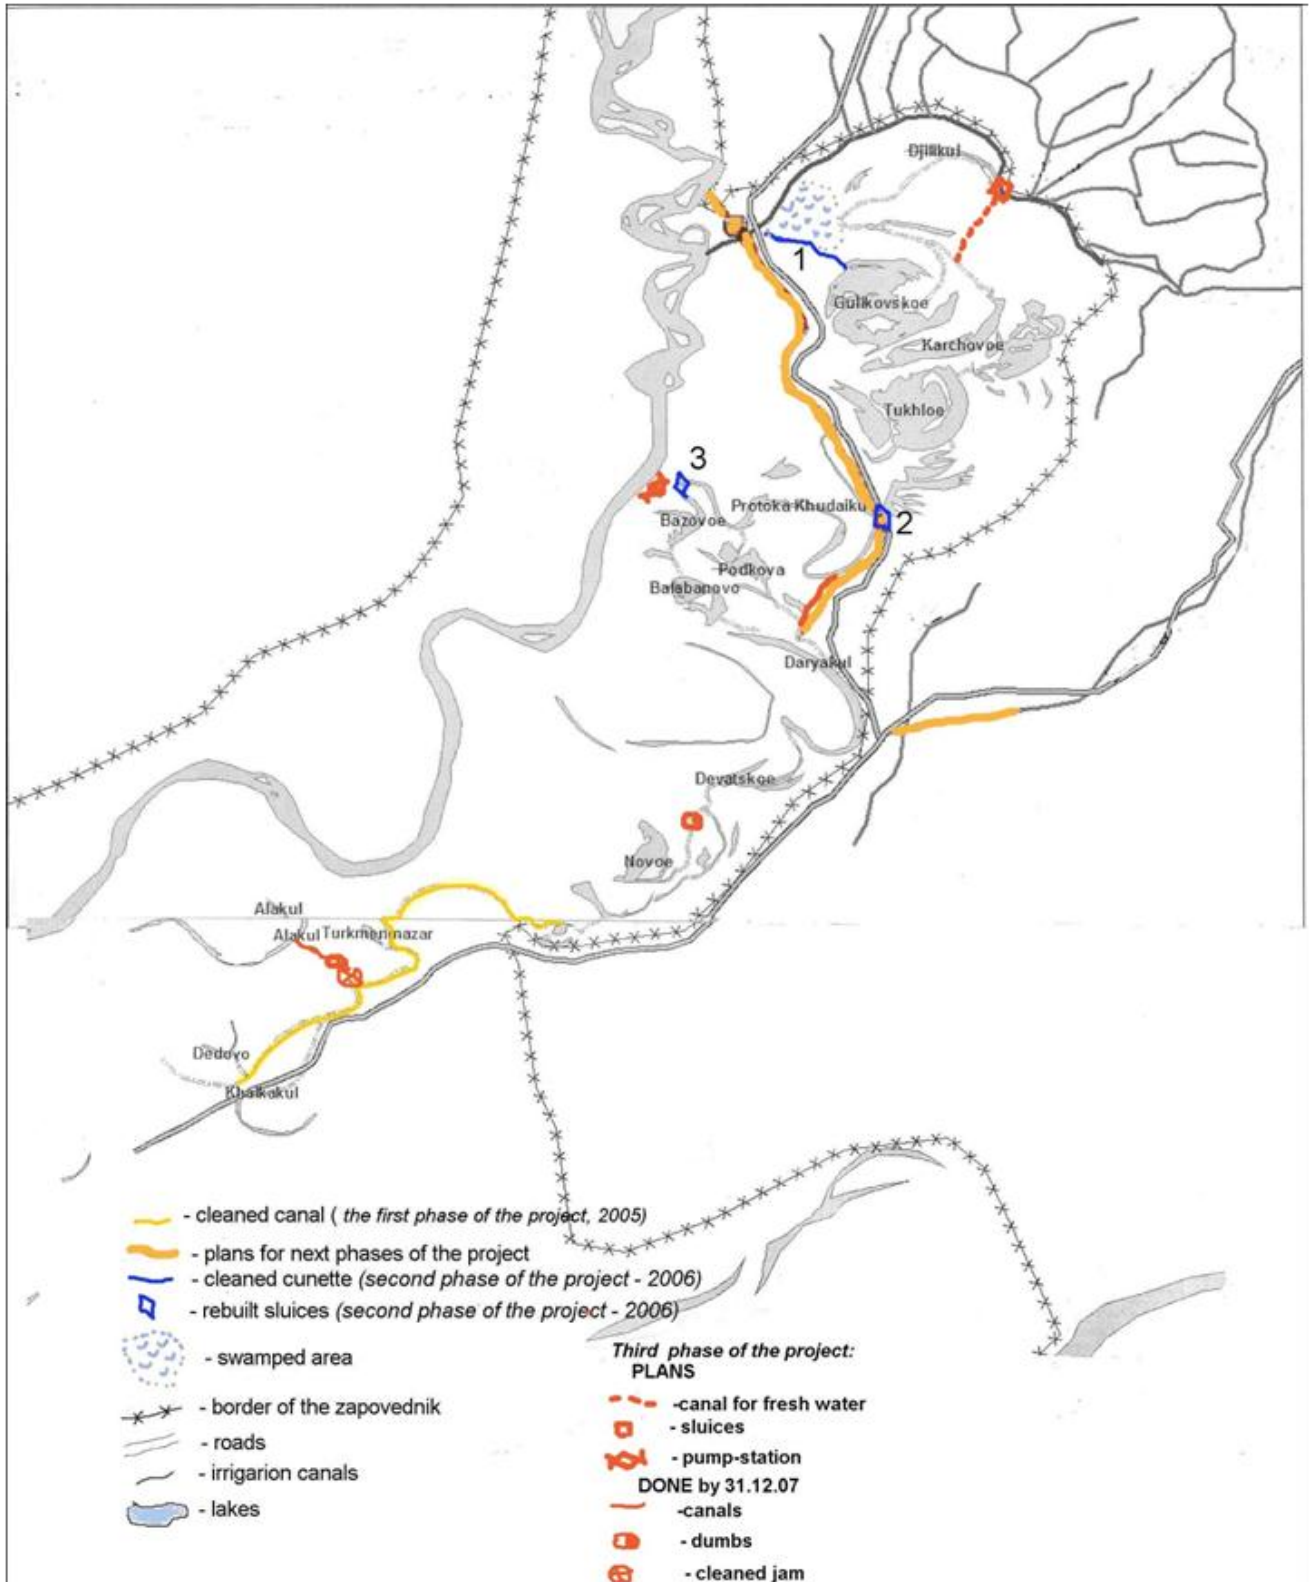 Djilikul
1
Gulikovskoe
Karchovoe
Tukhloe
3
Protoka Khudaiku
2
Bazovoe
Podkova
Balabanovo
Daryakul
Devatskoe
Novoe
Alakul
Alakul Turkmen nazar
Dedovo
Khalkakul
- cleaned canal ( the first phase of the project, 2005)
- plans for next phases of the project
- cleaned cunette (second phase of the project - 2006)
- rebuilt sluices (second phase of the project - 2006)
- swamped area
- border of the zapovednik
- roads
- irrigarion canals
- lakes
Third phase of the project:
PLANS
-canal for fresh water
- sluices
- pump-station
DONE by 31.12.07
-canals
- dumbs
- cleaned jam